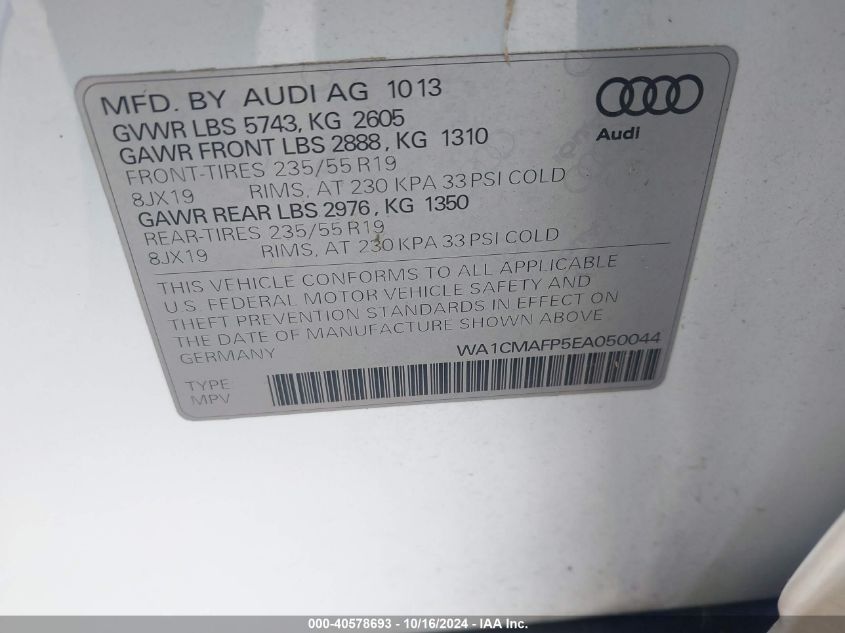 MFD. BY AUDI AG 10 13
GVWR LBS 5743, KG 2605
GAWR FRONT LBS 2888, KG 1310
FRONT-TIRES 235/55 R19
8JX19 RIMS, AT 230 KPA 33 PSI COLD
GAWR REAR LBS 2976, KG 1350
REAR-TIRES 235/55 R19
8JX19 RIMS, AT 230 KPA 33 PSI COLD
Audi
THIS VEHICLE CONFORMS TO ALL APPLICABLE
U.S. FEDERAL MOTOR VEHICLE SAFETY AND
THEFT PREVENTION STANDARDS IN EFFECT ON
THE DATE OF MANUFACTURE SHOWN ABOVE.
GERMANY WA1CMAFP5EA050044
TYPE:
MPV
000-40578693 - 10/16/2024 - IAA Inc.